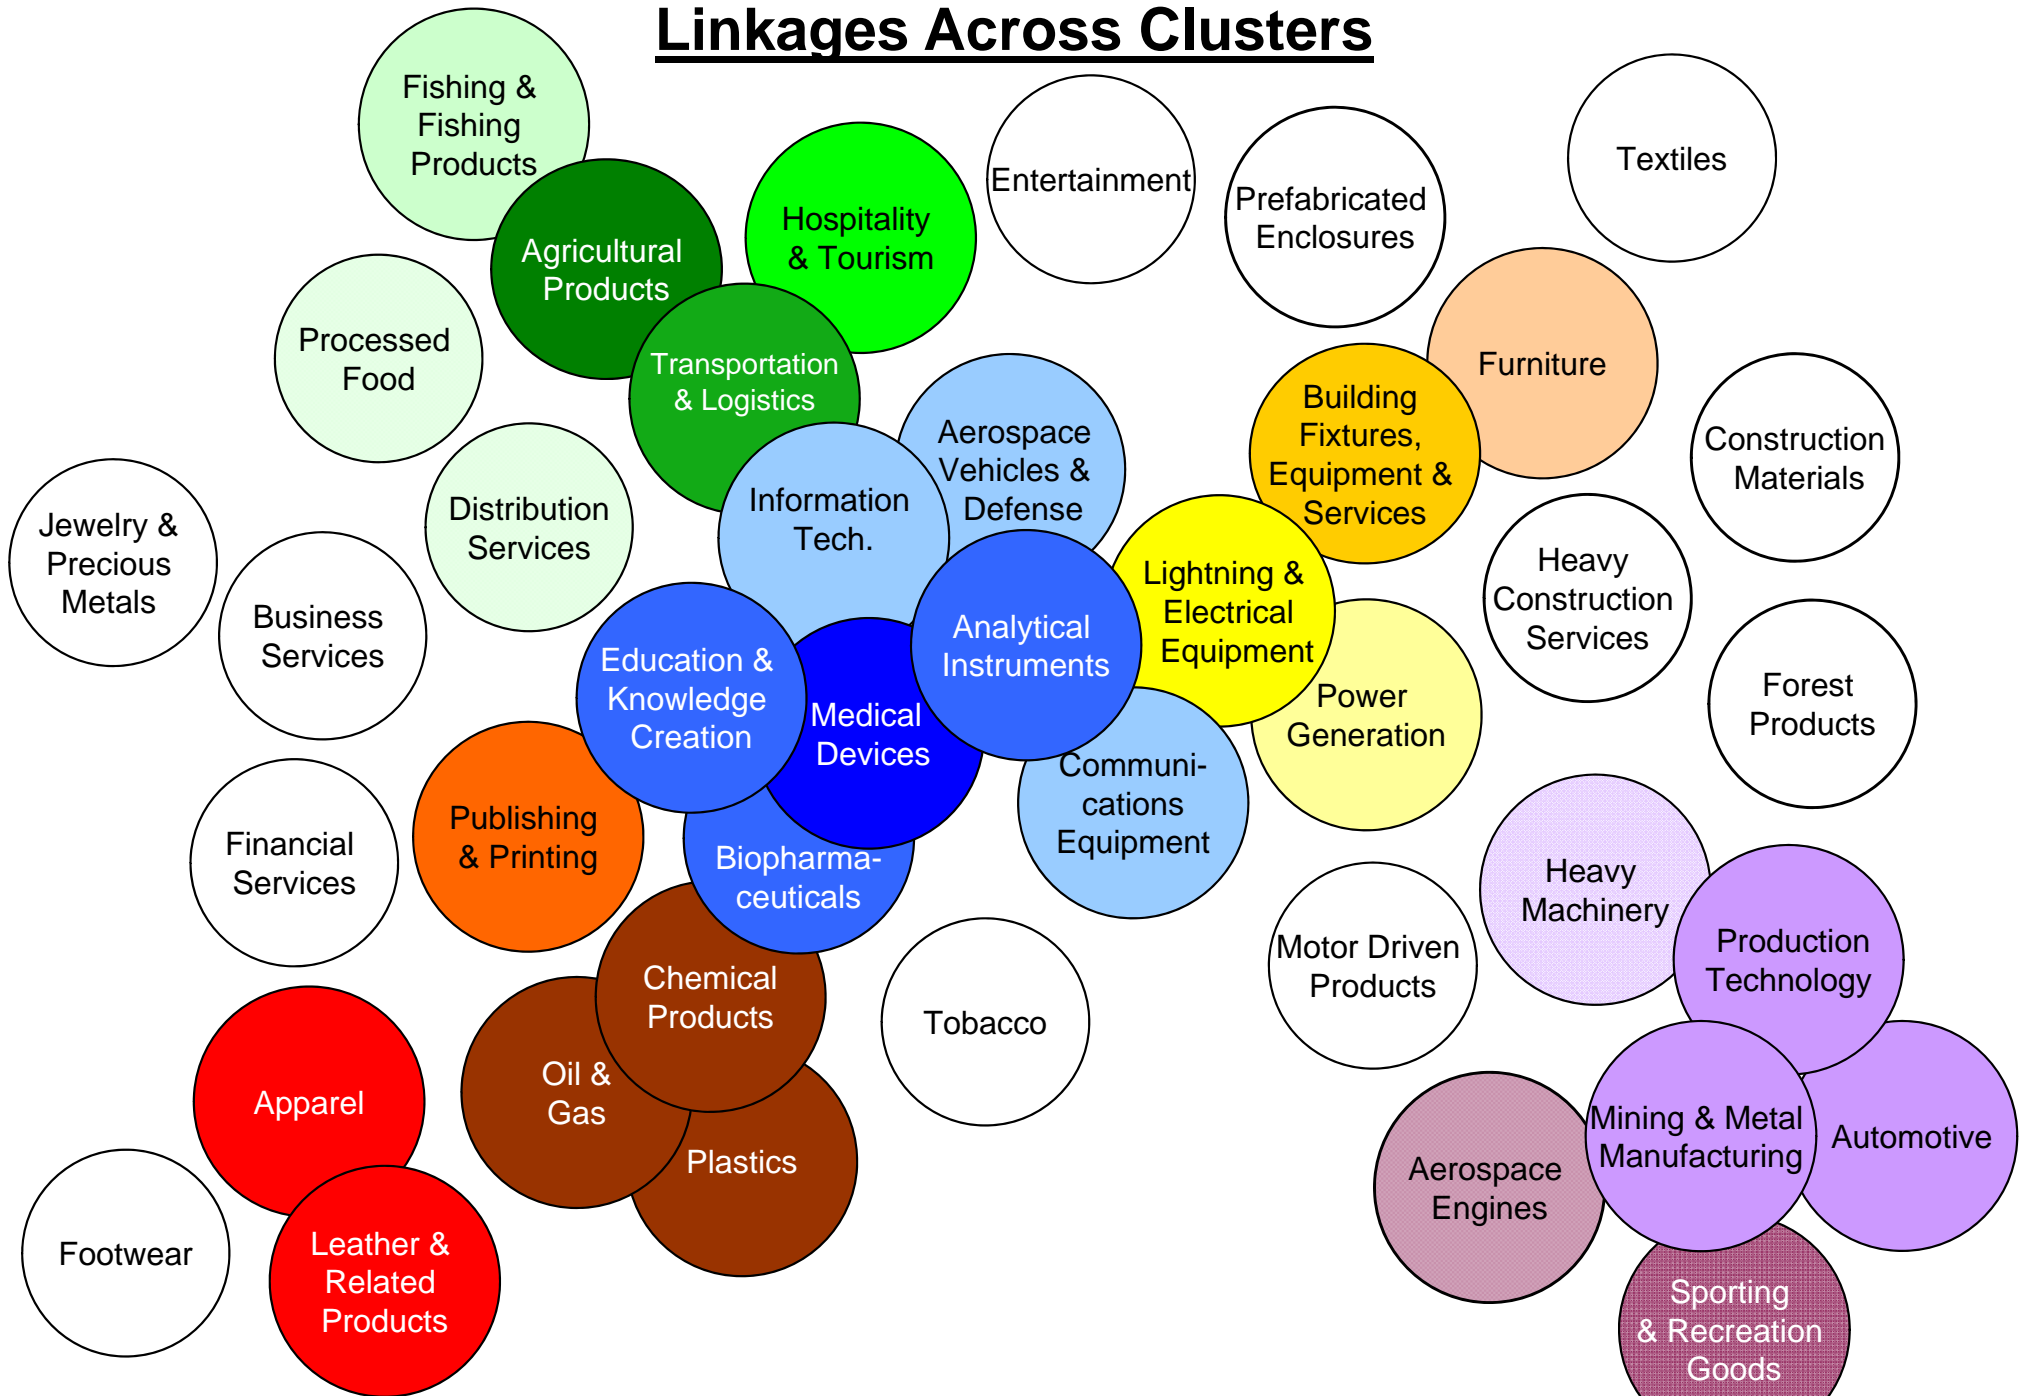 Linkages Across Clusters
Fishing &
Fishing
Products
Entertainment
Textiles
Hospitality
& Tourism
Prefabricated
Enclosures
Agricultural
Products
Processed
Food
Transportation
& Logistics
Furniture
Building
Fixtures,
Equipment &
Services
Aerospace
Vehicles &
Defense
Construction
Materials
Information
Tech.
Distribution
Services
Jewelry &
Precious
Metals
Business
Services
Lightning &
Electrical
Equipment
Heavy
Construction
Services
Analytical
Instruments
Education &
Knowledge
Creation
Medical
Devices
Power
Generation
Forest
Products
Communi-
cations
Equipment
Publishing
& Printing
Financial
Services
Biopharma-
ceuticals
Heavy
Machinery
Motor Driven
Products
Production
Technology
Chemical
Products
Tobacco
Oil &
Gas
Apparel
Plastics
Mining & Metal
Manufacturing
Automotive
Aerospace
Engines
Footwear
Leather &
Related
Products
Sporting
& Recreation
Goods